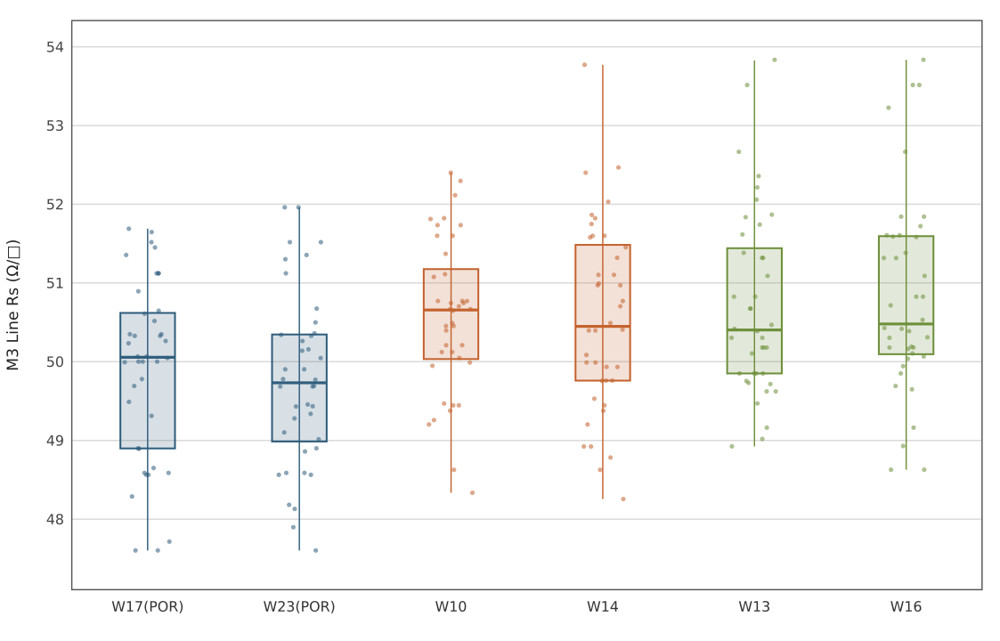 M3 Line Rs (Ω/□)
54
53
52
51
50
49
48
W17(POR)
W23(POR)
W10
W14
W13
W16